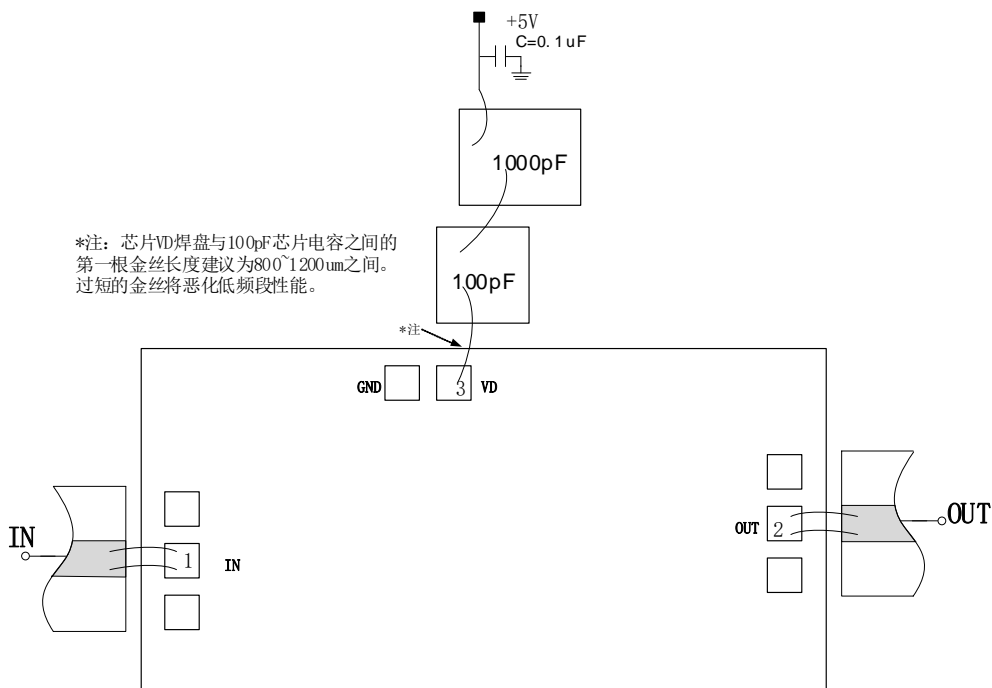 +5V
C=0.1uF
1000pF
*注：芯片VD焊盘与100pF芯片电容之间的
第一根金丝长度建议为800~1200um之间。
过短的金丝将恶化低频段性能。
100pF
*注
GND
3
VD
IN
1
IN
OUT
2
OUT